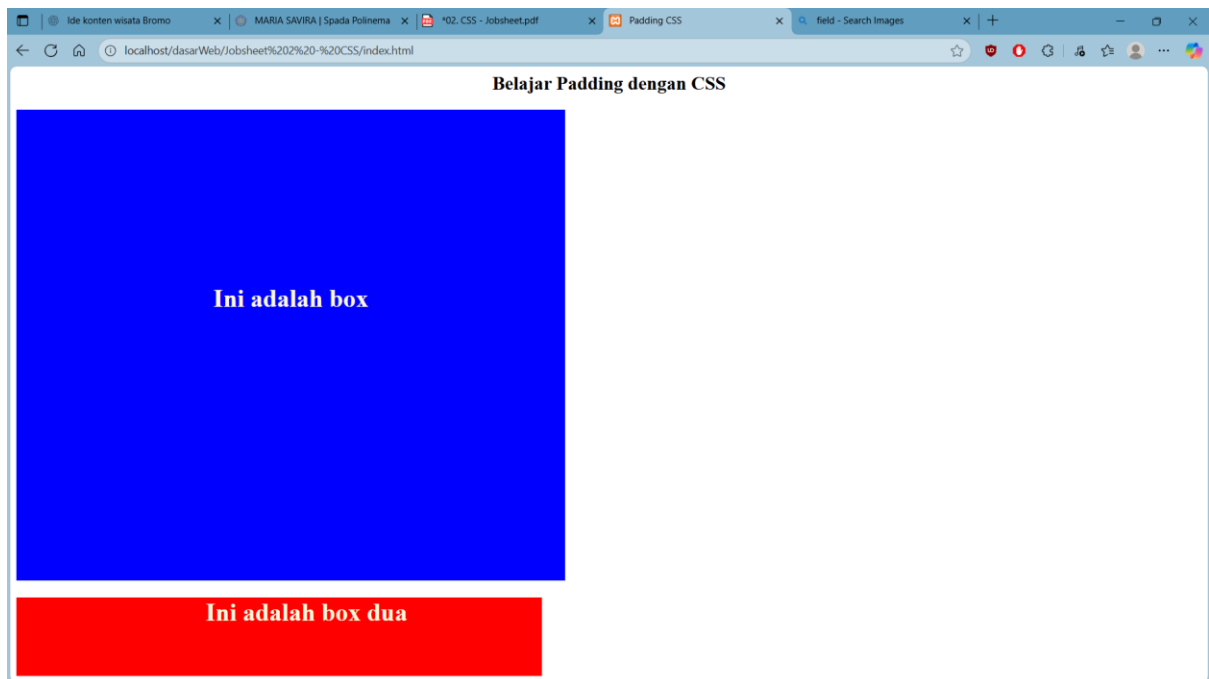 Ide konten wisata Bromo
MARIA SAVIRA | Spada Polinema
*02. CSS - Jobsheet.pdf
Padding CSS
field - Search Images
localhost/dasarWeb/Jobsheet%202%20-%20CSS/index.html
Belajar Padding dengan CSS
Ini adalah box
Ini adalah box dua